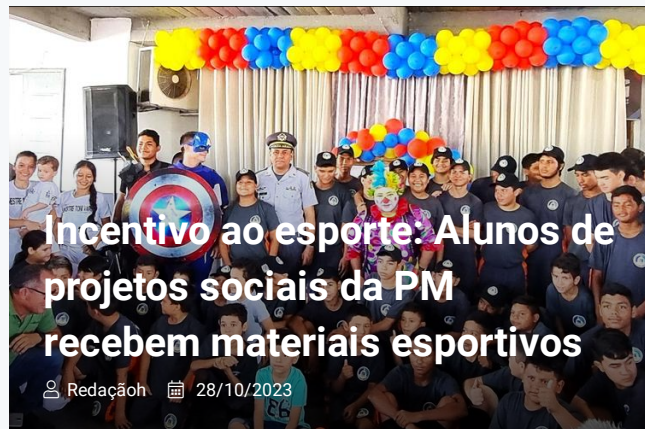 Incentivo ao esporte: Alunos de
projetos sociais da PM
recebem materiais esportivos
Redaçãoh 28/10/2023